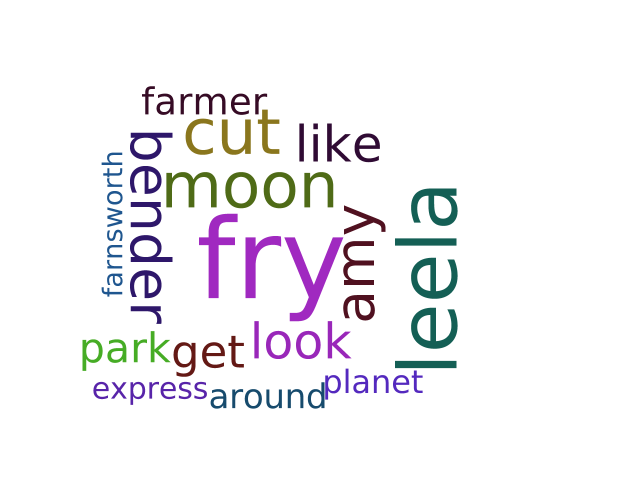 farmer
cut
like
bender
farnsworth
moon
fry
amy
leela
park
get
look
express
around
planet